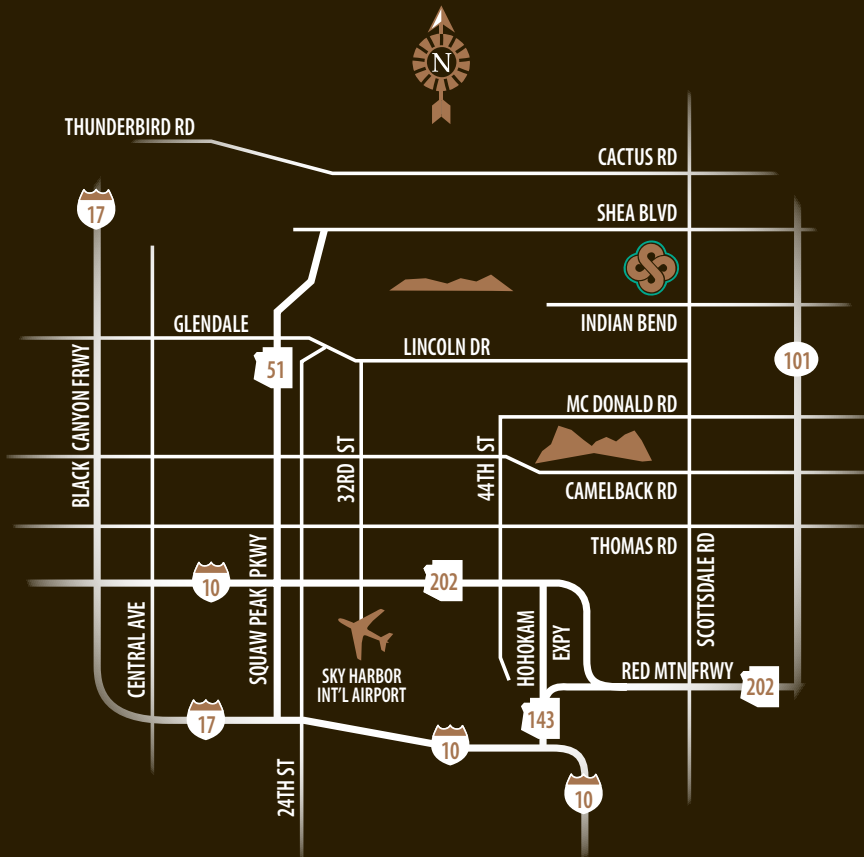 N
THUNDERBIRD RD
CACTUS RD
17
SHEA BLVD
GLENDALE
INDIAN BEND
LINCOLN DR
51
101
MC DONALD RD
BLACK CANYON FRWY
32RD ST
44TH ST
CAMELBACK RD
THOMAS RD
SCOTTSDALE RD
10
202
SQUAW PEAK PKWY
CENTRAL AVE
HOHOKAM EXPY
SKY HARBOR
INT'L AIRPORT
RED MTN FRWY
202
17
143
10
24TH ST
10